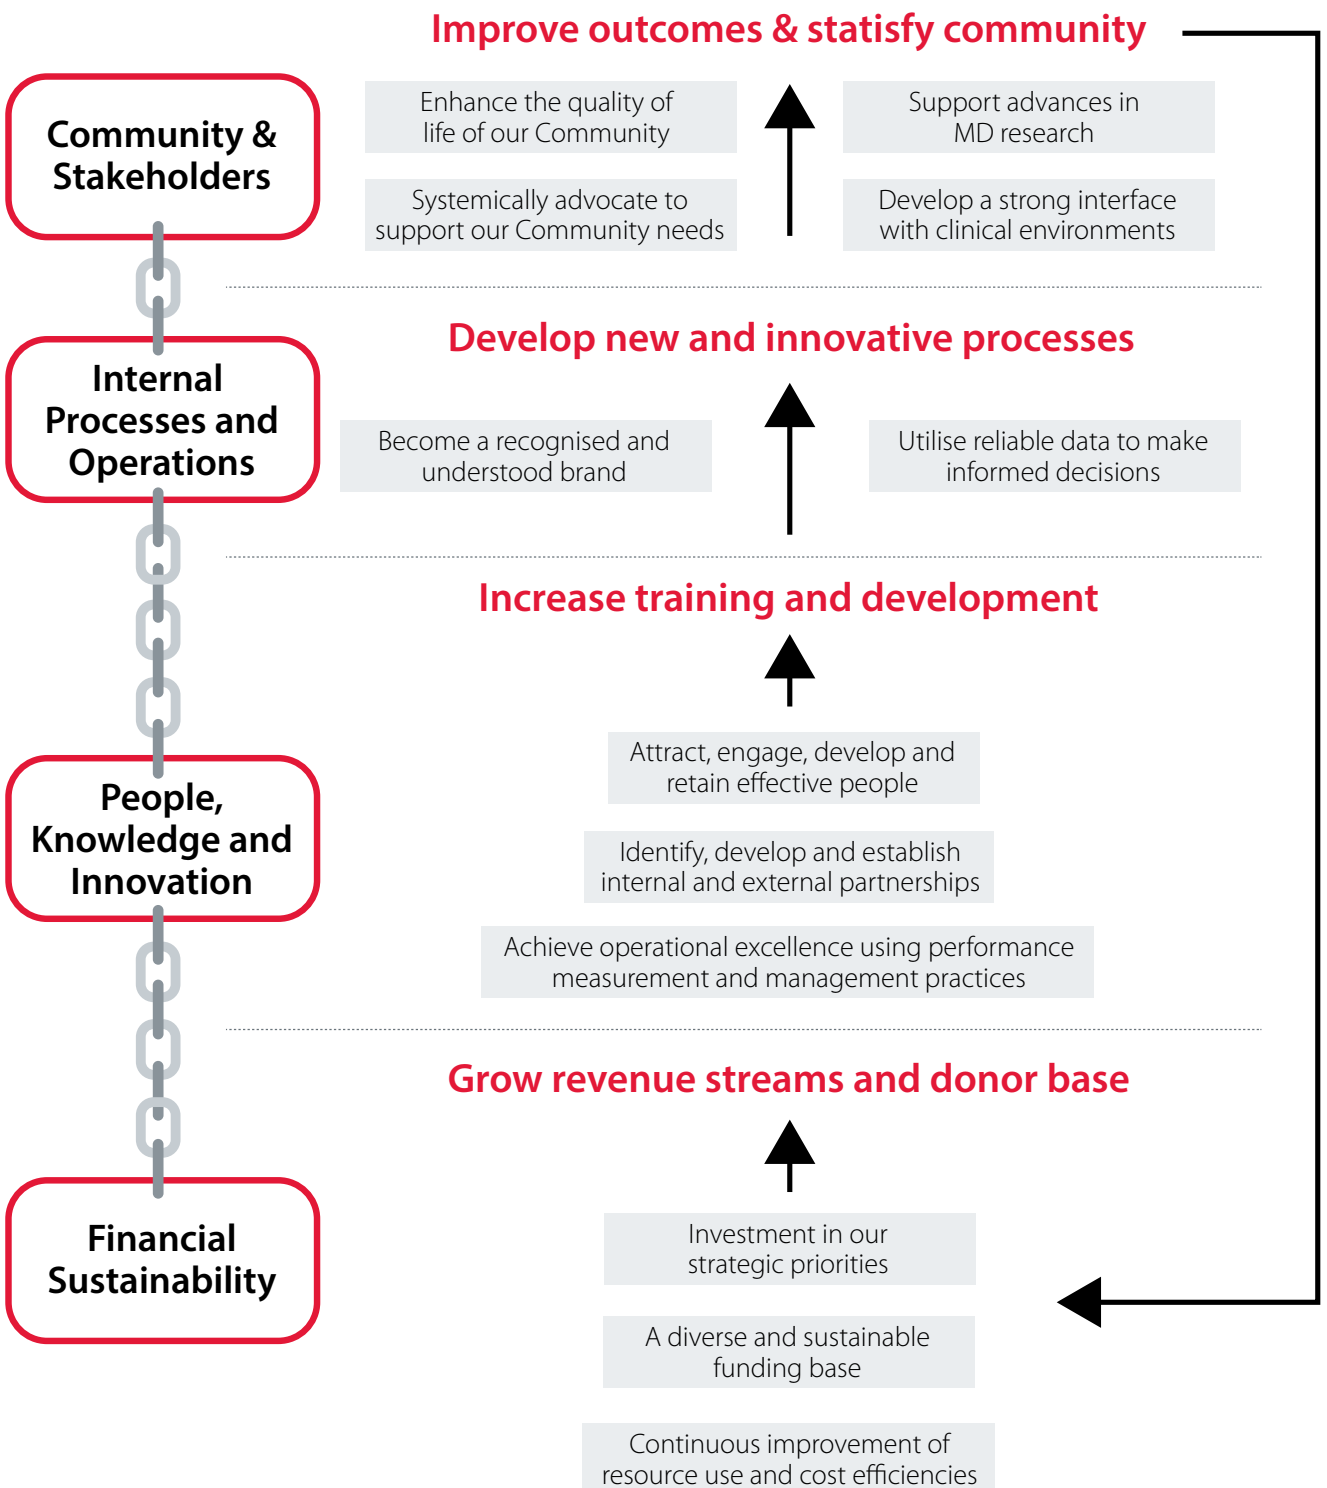 Improve outcomes & statisfy community
Community &
Stakeholders
Enhance the quality of
life of our Community
Support advances in
MD research
Systemically advocate to
support our Community needs
Develop a strong interface
with clinical environments
Develop new and innovative processes
Internal
Processes and
Operations
Become a recognised and
understood brand
Utilise reliable data to make
informed decisions
Increase training and development
People,
Knowledge and
Innovation
Attract, engage, develop and
retain effective people
Identify, develop and establish
internal and external partnerships
Achieve operational excellence using performance
measurement and management practices
Grow revenue streams and donor base
Financial
Sustainability
Investment in our
strategic priorities
A diverse and sustainable
funding base
Continuous improvement of
resource use and cost efficiencies